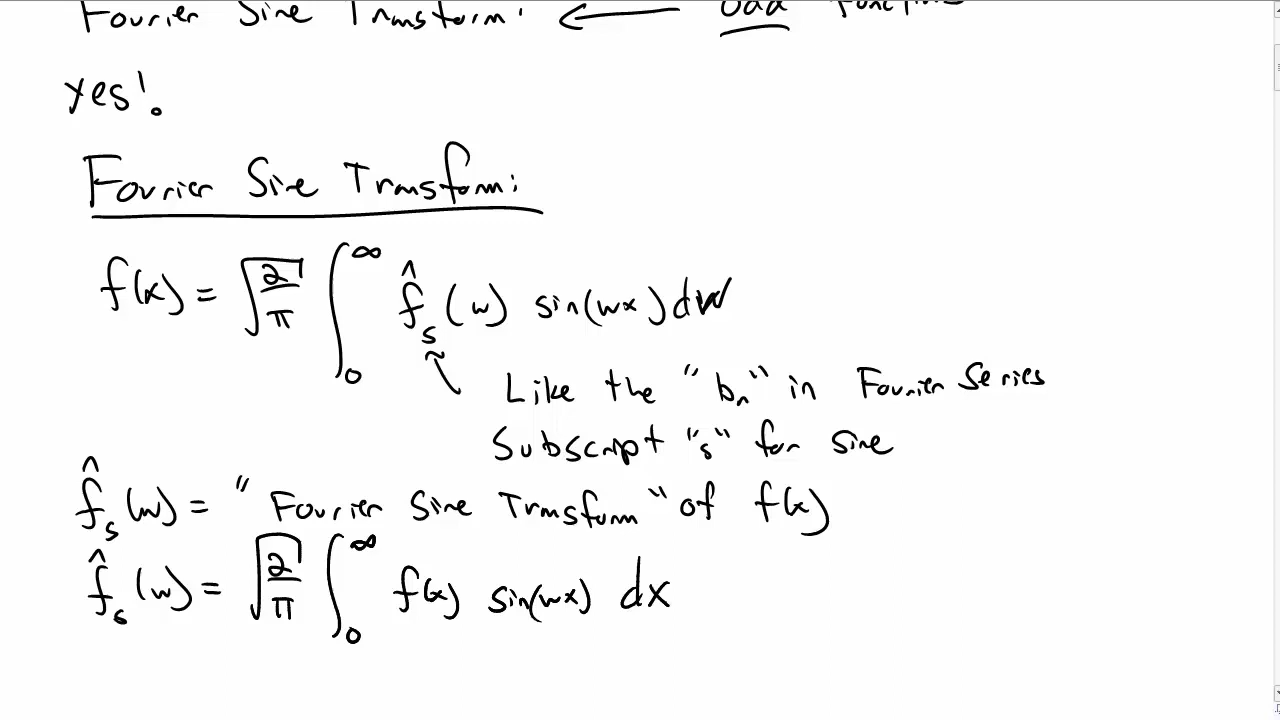 Fourier Sine Transform: ← Odd Function
Yes!
Fourier Sine Transform:
f(x) = √(2/π) ∫₀^∞ f̂ₛ(w) sin(wx) dw
Like the "bₙ" in Fourier Series
Subscript "s" for sine
f̂ₛ(w) = "Fourier Sine Transform" of f(x)
f̂ₛ(w) = √(2/π) ∫₀^∞ f(x) sin(wx) dx